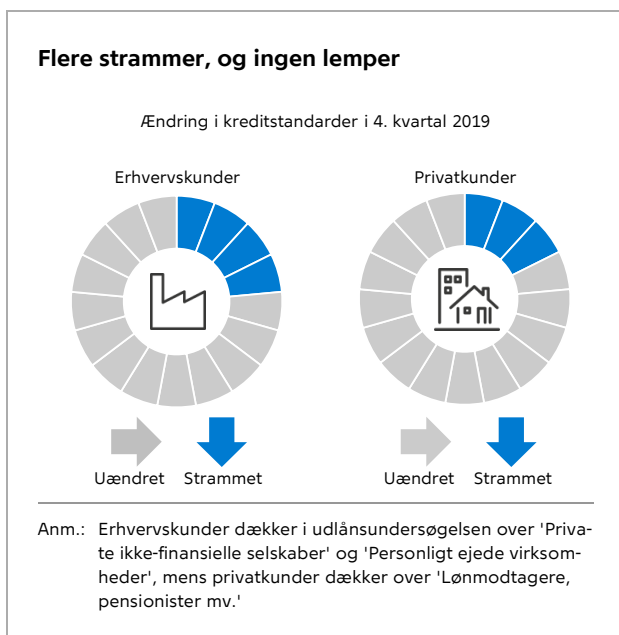 Flere strammer, og ingen lemper
Ændring i kreditstandarder i 4. kvartal 2019
Erhvervskunder
Privatkunder
Uændret Strammet
Uændret Strammet
Anm.: Erhvervskunder dækker i udlånsundersøgelsen over 'Priva-
te ikke-finansielle selskaber' og 'Personligt ejede virksom-
heder', mens privatkunder dækker over 'Lønmodtagere,
pensionister mv.'